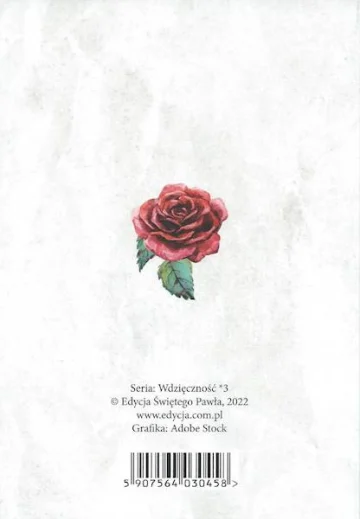 Seria: Wdzięczność *3
© Edycja Świętego Pawła, 2022
www.edycja.com.pl
Grafika: Adobe Stock
5 907564 030458 >